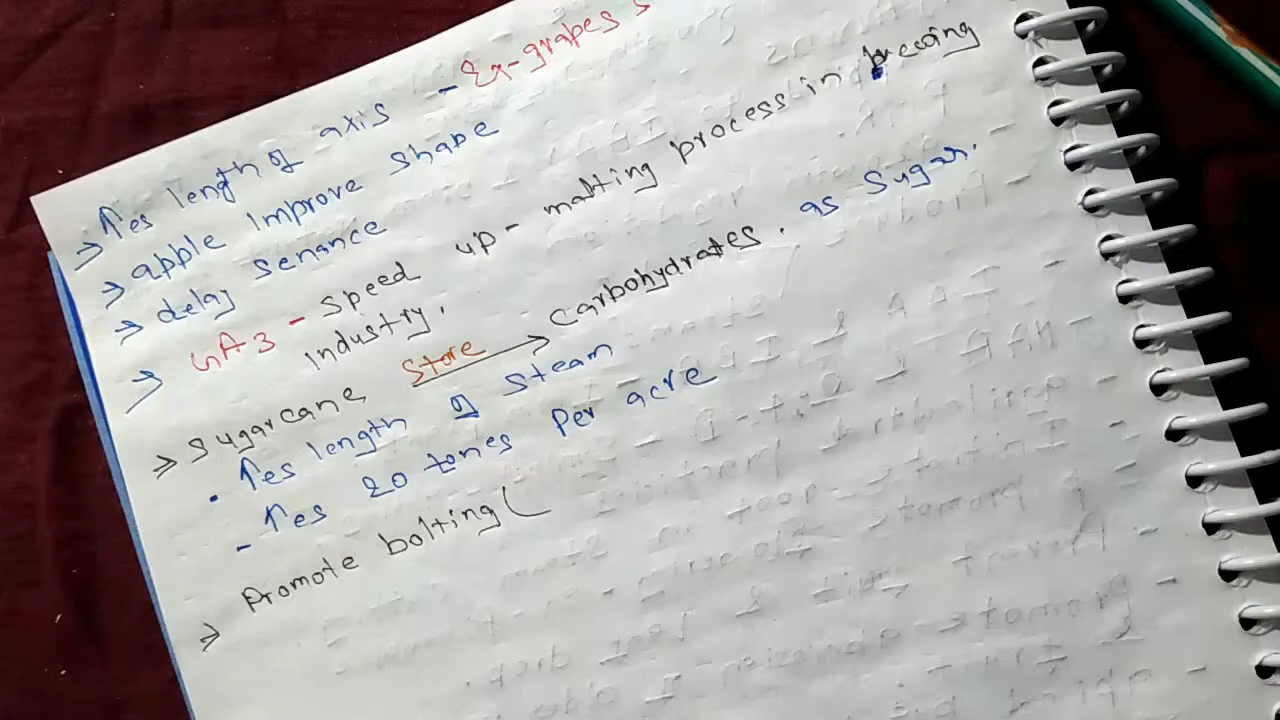 ⇒ ↑es length of axis - Ex-grapes
⇒ apple Improve Shape
⇒ delay senance
⇒ GA3 - Speed up - malting process in brewing
industry.
⇒ Sugarcane Store → Carbohydrates. as Sugar.
• ↑es length of Steam
- ↑es 20 tones Per acre
⇒ Promote bolting (